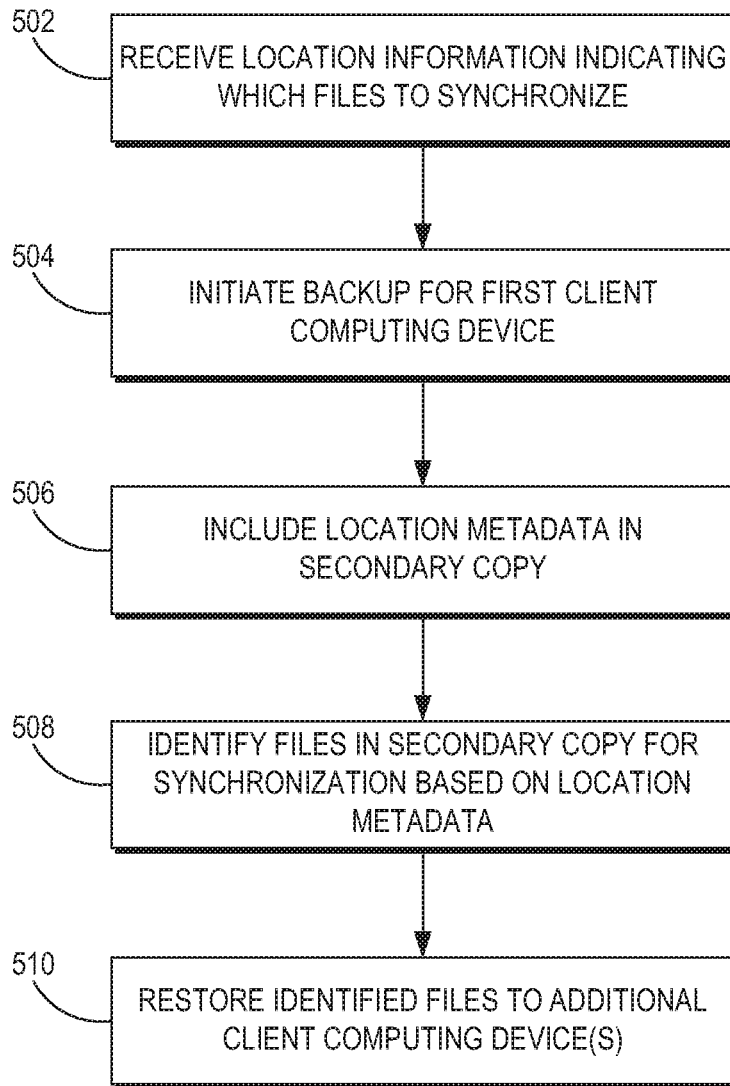 502
RECEIVE LOCATION INFORMATION INDICATING
WHICH FILES TO SYNCHRONIZE
504
INITIATE BACKUP FOR FIRST CLIENT
COMPUTING DEVICE
506
INCLUDE LOCATION METADATA IN
SECONDARY COPY
508
IDENTIFY FILES IN SECONDARY COPY FOR
SYNCHRONIZATION BASED ON LOCATION
METADATA
510
RESTORE IDENTIFIED FILES TO ADDITIONAL
CLIENT COMPUTING DEVICE(S)